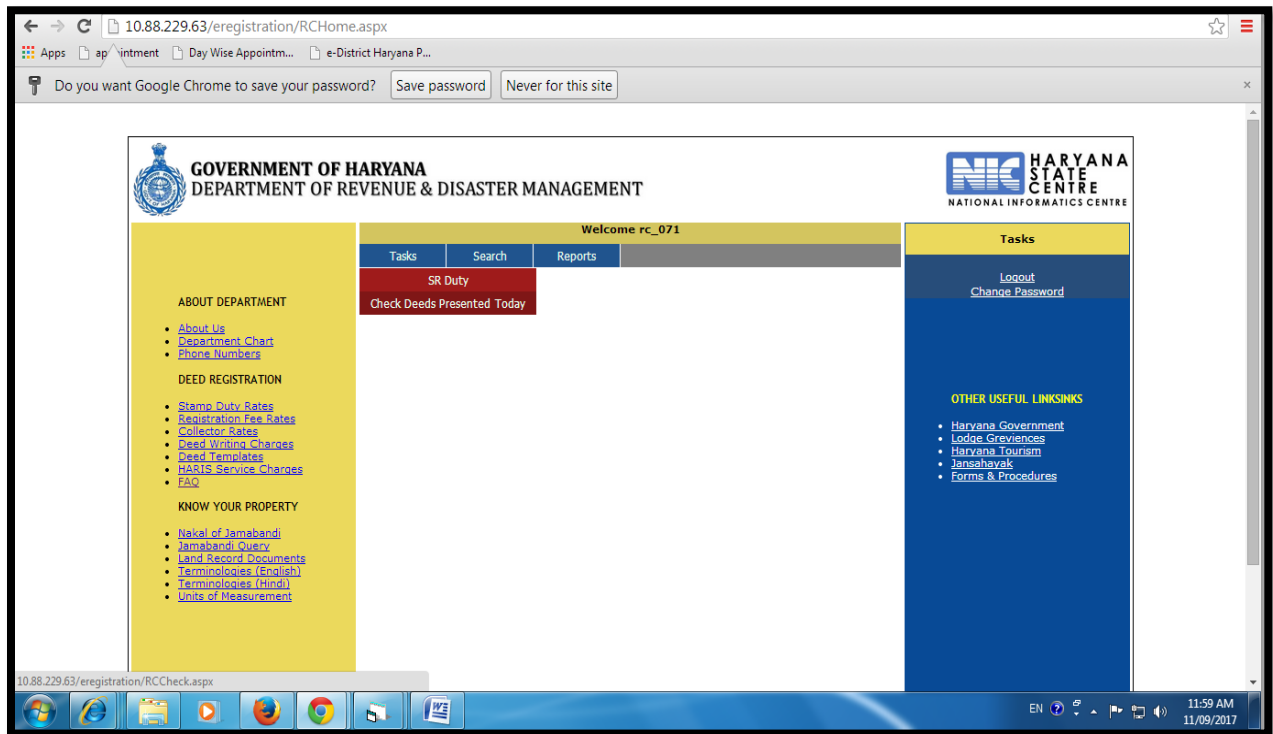 10.88.229.63/eregistration/RCHome.aspx
Apps ap intment Day Wise Appointm... e-District Haryana P...
Do you want Google Chrome to save your password? Save password Never for this site
GOVERNMENT OF HARYANA
DEPARTMENT OF REVENUE & DISASTER MANAGEMENT
NIC HARYANA
STATE
CENTRE
NATIONAL INFORMATICS CENTRE
Welcome rc_071
Tasks Search Reports
SR Duty
Check Deeds Presented Today
ABOUT DEPARTMENT
About Us
Department Chart
Phone Numbers
DEED REGISTRATION
Stamp Duty Rates
Registration Fee Rates
Collector Rates
Deed Writing Charges
Deed Templates
HARIS Service Charges
FAQ
KNOW YOUR PROPERTY
Nakal of Jamabandi
Jamabandi Query
Land Record Documents
Terminologies (English)
Terminologies (Hindi)
Units of Measurement
Tasks
Logout
Change Password
OTHER USEFUL LINKSINKS
Haryana Government
Lodge Greviences
Haryana Tourism
Jansahayak
Forms & Procedures
10.88.229.63/eregistration/RCCheck.aspx
EN
11:59 AM
11/09/2017